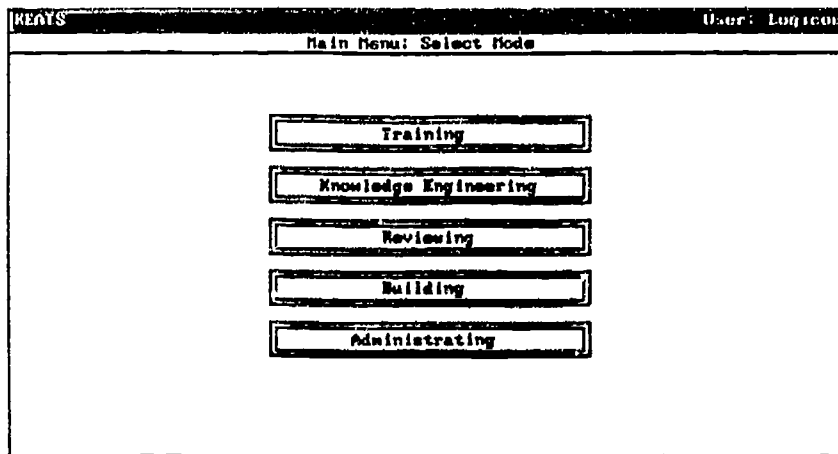 KEATS User: Logicon
Main Menu: Select Mode
Training
Knowledge Engineering
Reviewing
Building
Administrating